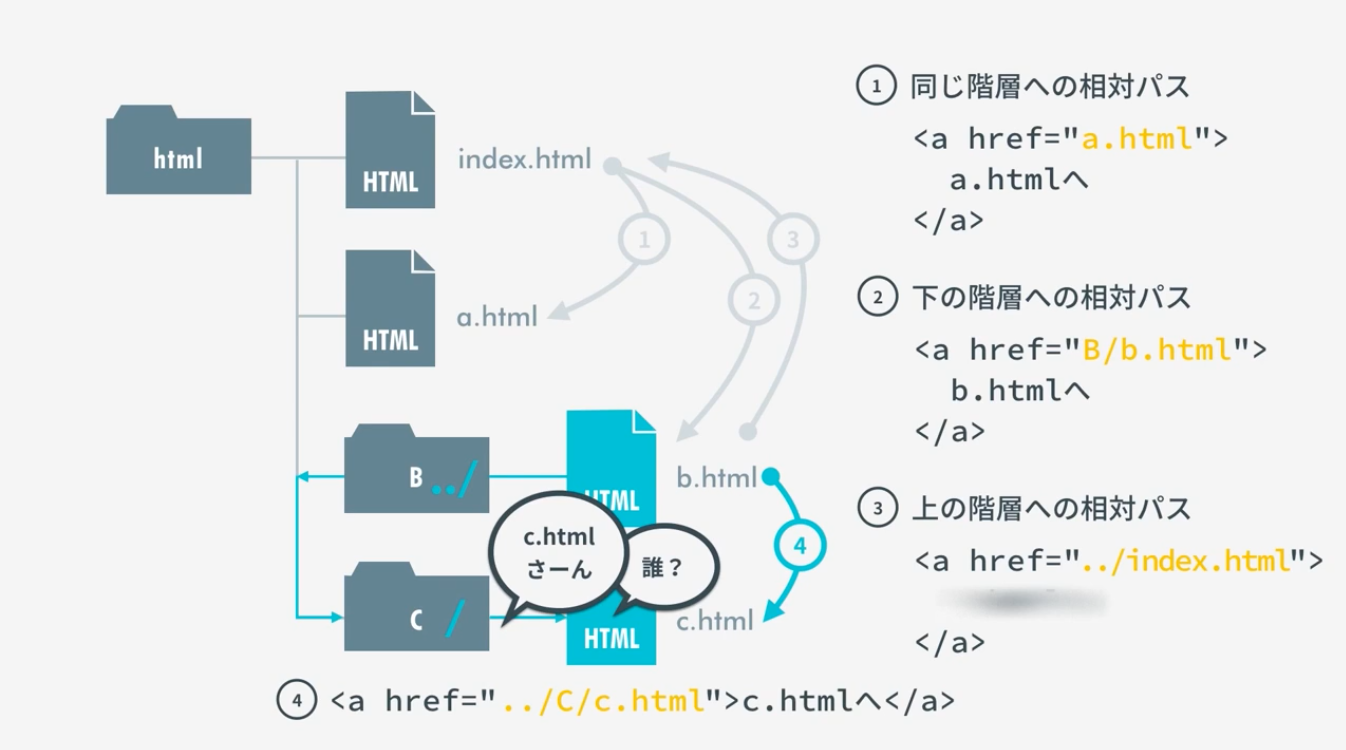 html
HTML
index.html
1
3
2
HTML
a.html
B ../
HTML
b.html
c.html
さーん
誰？
4
C /
HTML
c.html
① 同じ階層への相対パス
<a href="a.html">
a.htmlへ
</a>
② 下の階層への相対パス
<a href="B/b.html">
b.htmlへ
</a>
③ 上の階層への相対パス
<a href="../index.html">
</a>
④ <a href="../C/c.html">c.htmlへ</a>